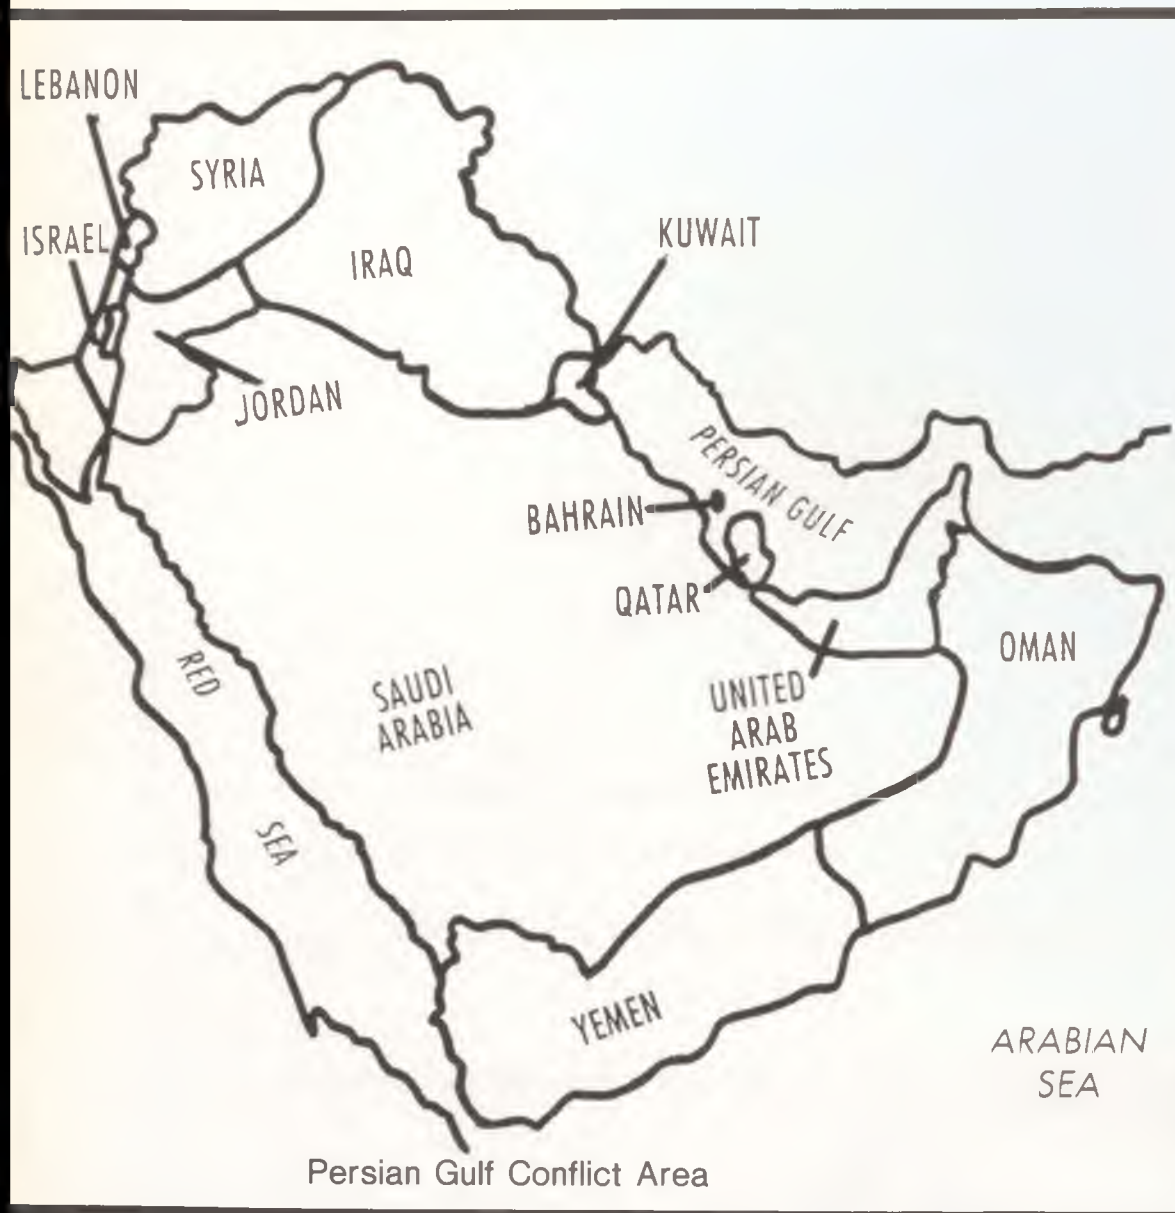 LEBANON
SYRIA
ISRAEL
IRAQ
KUWAIT
JORDAN
PERSIAN GULF
BAHRAIN
QATAR
OMAN
RED
SEA
SAUDI
ARABIA
UNITED
ARAB
EMIRATES
YEMEN
ARABIAN
SEA
Persian Gulf Conflict Area